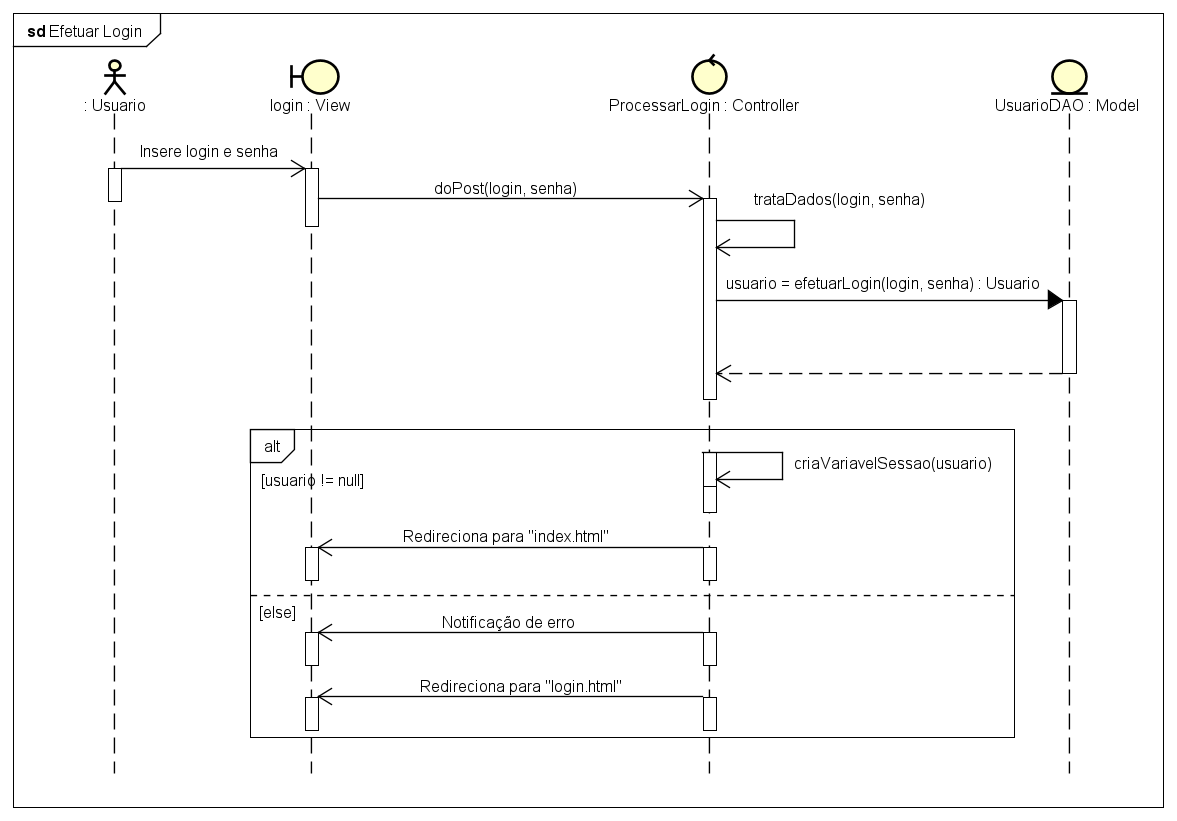 sd Efetuar Login
: Usuario
login : View
ProcessarLogin : Controller
UsuarioDAO : Model
Insere login e senha
doPost(login, senha)
trataDados(login, senha)
usuario = efetuarLogin(login, senha) : Usuario
alt
criaVariavelSessao(usuario)
[usuario != null]
Redireciona para "index.html"
[else]
Notificação de erro
Redireciona para "login.html"